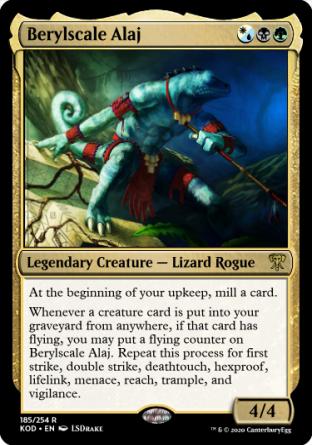 Berylscale Alaj
Legendary Creature — Lizard Rogue
At the beginning of your upkeep, mill a card.
Whenever a creature card is put into your
graveyard from anywhere, if that card has
flying, you may put a flying counter on
Berylscale Alaj. Repeat this process for first
strike, double strike, deathtouch, hexproof,
lifelink, menace, reach, trample, and
vigilance.
4/4
185/254 R
KOD • EN LSDrake
™ & © 2020 CanterburyEgg